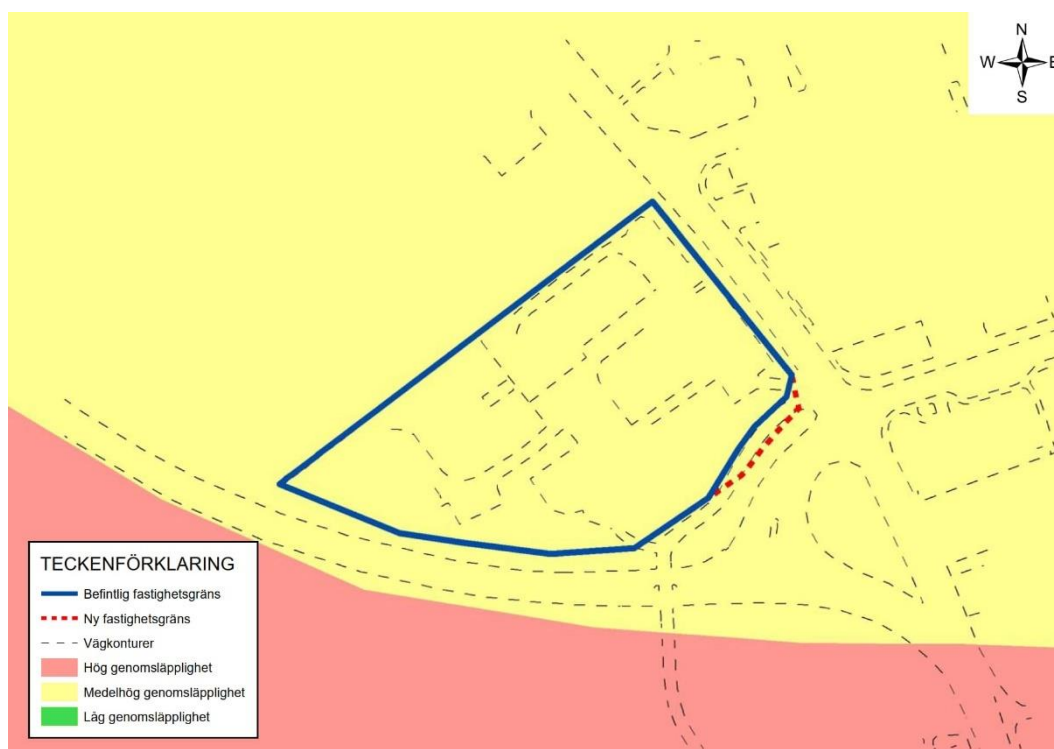 N
W E
S
TECKENFÖRKLARING
Befintlig fastighetsgräns
Ny fastighetsgräns
Vägkonturer
Hög genomsläpplighet
Medelhög genomsläpplighet
Låg genomsläpplighet